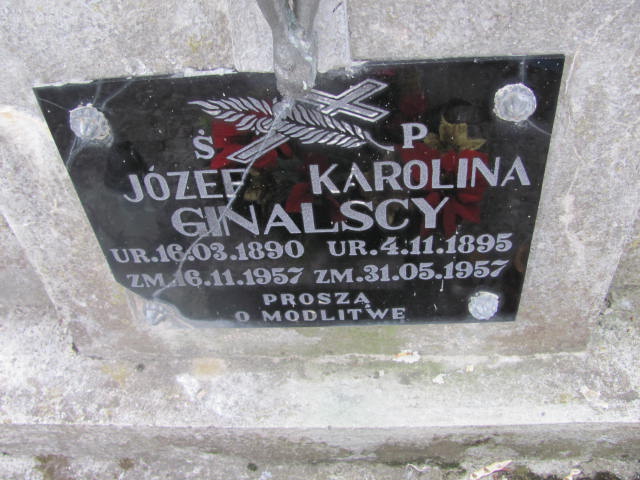 Ś P
JÓZEF KAROLINA
GINALSCY
UR.16.03.1890 UR.4.11.1895
ZM.16.11.1957 ZM.31.05.1957
PROSZĄ
O MODLITWĘ